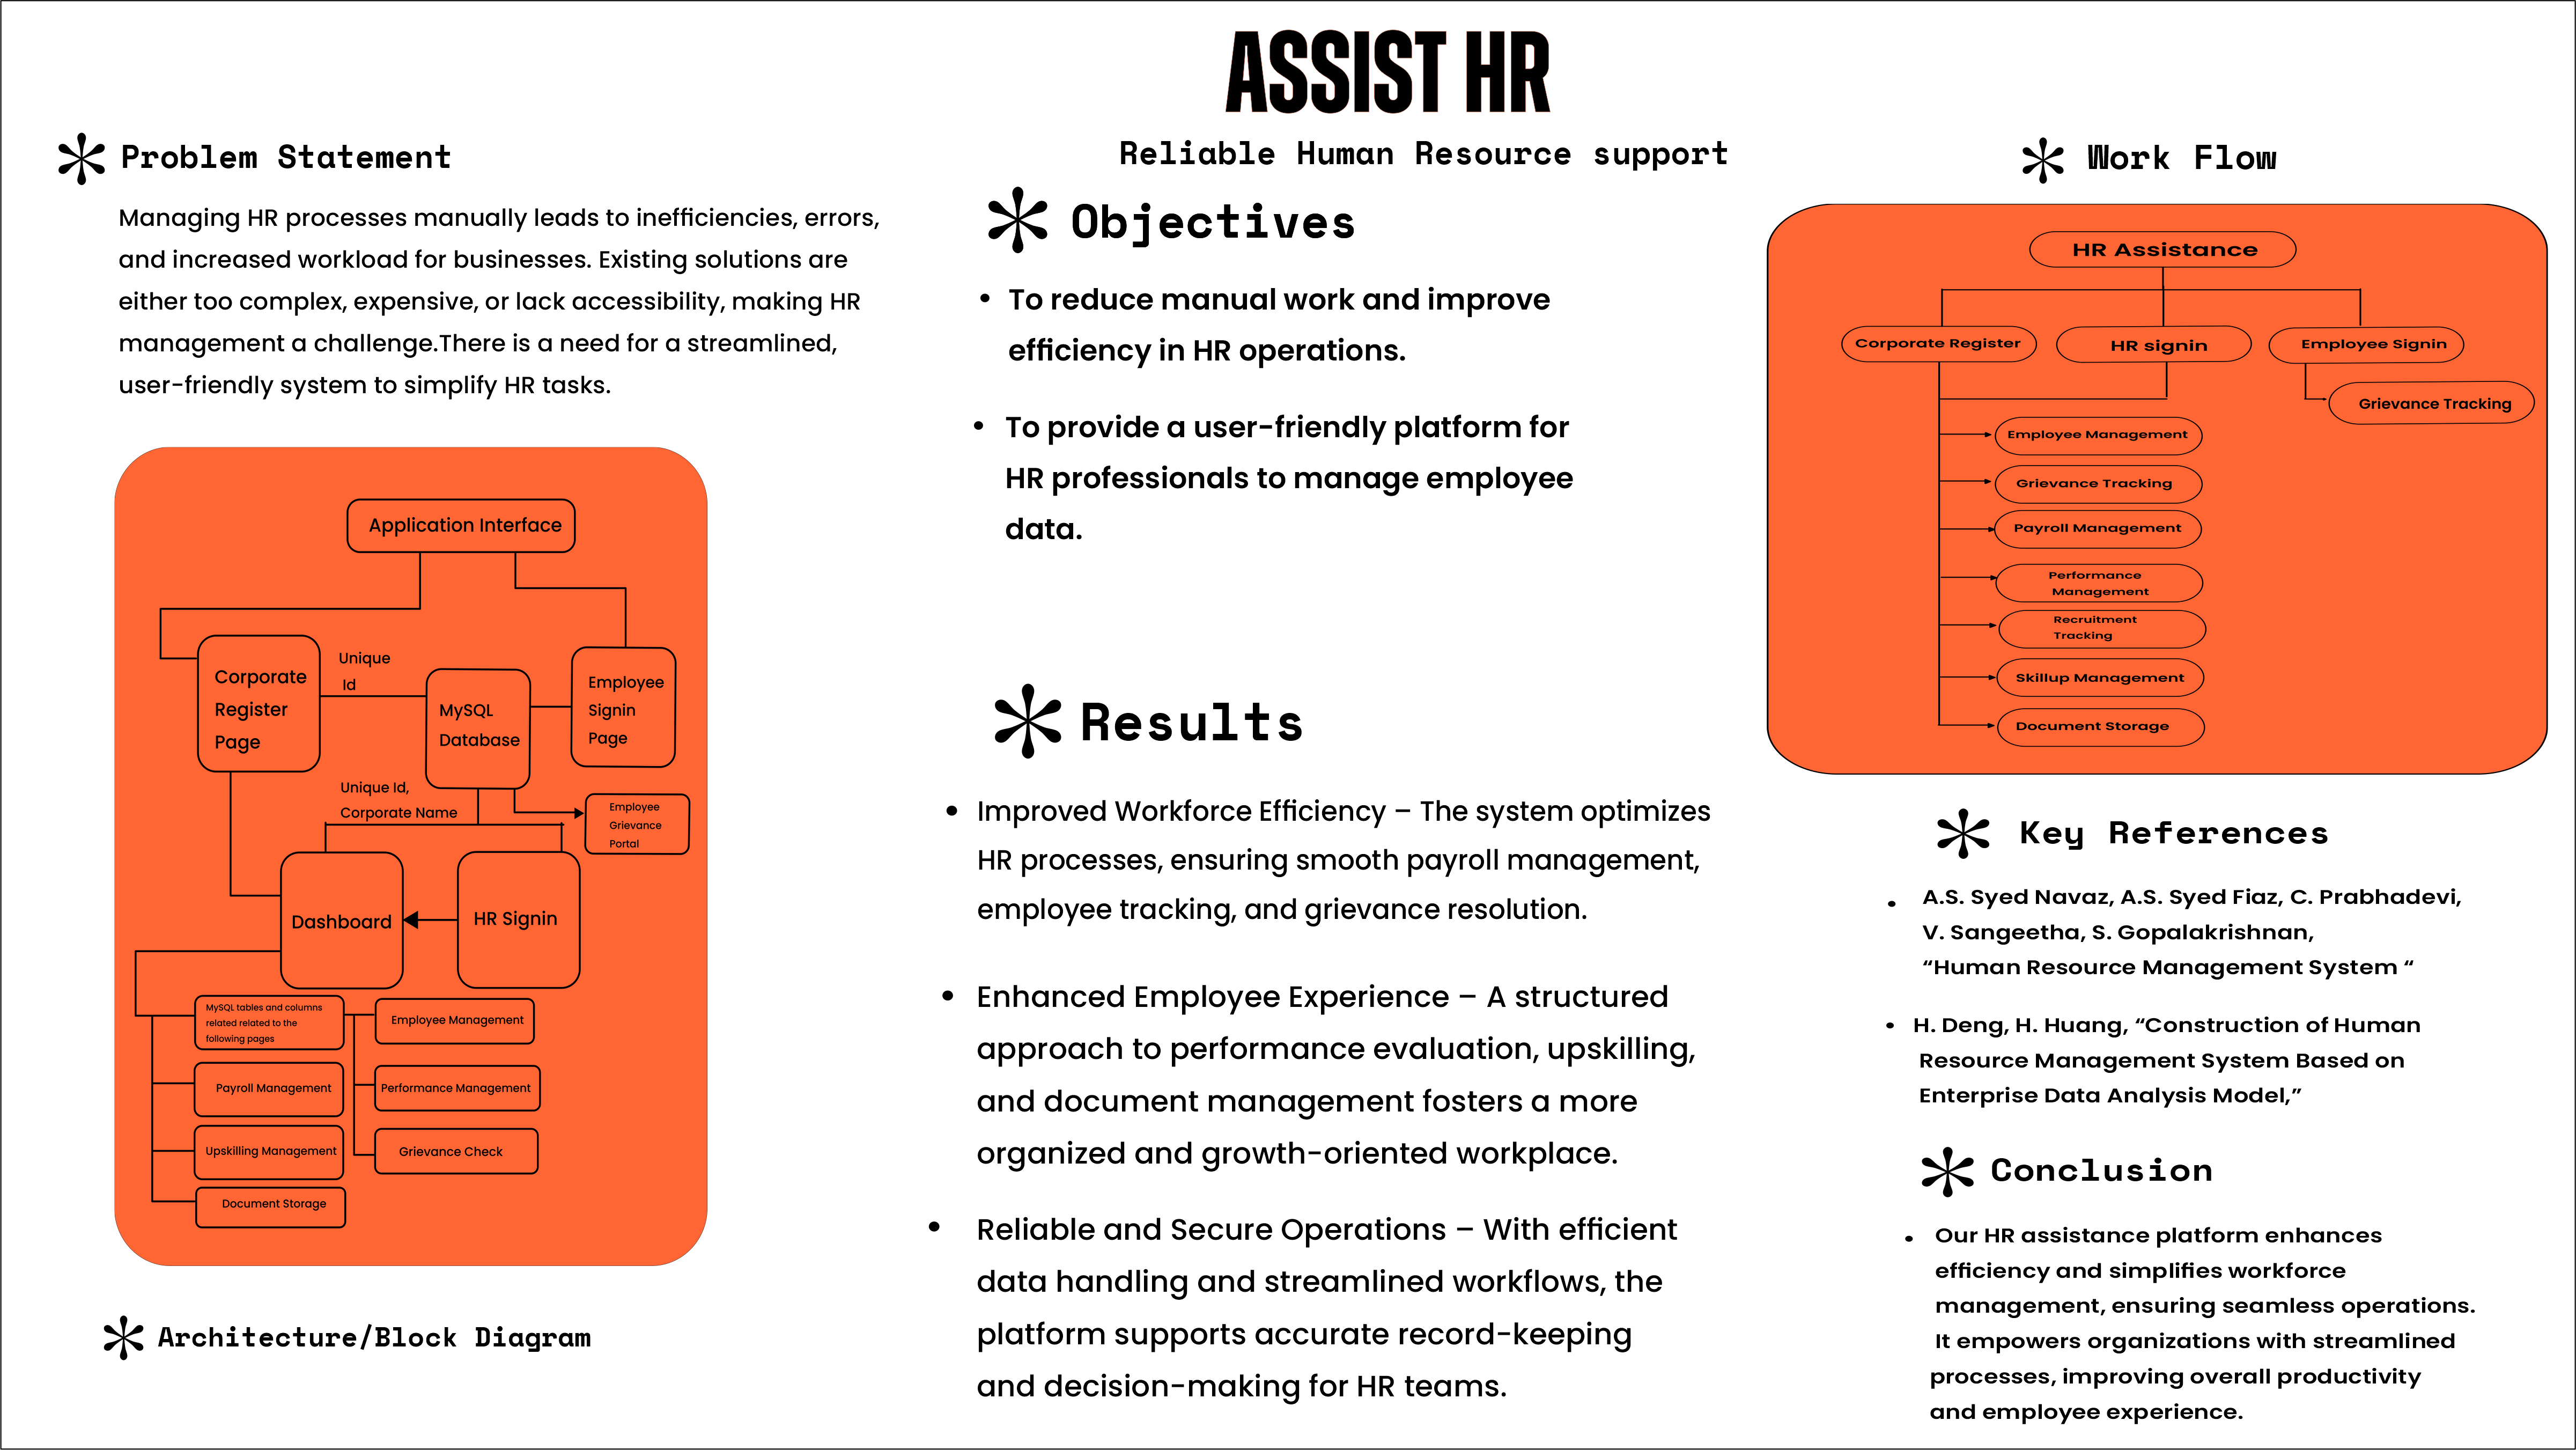 ASSIST HR
Reliable Human Resource support
Problem Statement
Managing HR processes manually leads to inefficiencies, errors,
and increased workload for businesses. Existing solutions are
either too complex, expensive, or lack accessibility, making HR
management a challenge.There is a need for a streamlined,
user-friendly system to simplify HR tasks.
Application Interface
Corporate
Register
Page
Unique
Id
MySQL
Database
Employee
Signin
Page
Unique Id,
Corporate Name
Employee
Grievance
Portal
Dashboard
HR Signin
MySQL tables and columns
related related to the
following pages
Employee Management
Payroll Management
Performance Management
Upskilling Management
Grievance Check
Document Storage
Architecture/Block Diagram
Objectives
• To reduce manual work and improve
efficiency in HR operations.
• To provide a user-friendly platform for
HR professionals to manage employee
data.
Results
• Improved Workforce Efficiency – The system optimizes
HR processes, ensuring smooth payroll management,
employee tracking, and grievance resolution.
• Enhanced Employee Experience – A structured
approach to performance evaluation, upskilling,
and document management fosters a more
organized and growth-oriented workplace.
• Reliable and Secure Operations – With efficient
data handling and streamlined workflows, the
platform supports accurate record-keeping
and decision-making for HR teams.
Work Flow
HR Assistance
Corporate Register
HR signin
Employee Signin
Grievance Tracking
Employee Management
Grievance Tracking
Payroll Management
Performance
Management
Recruitment
Tracking
Skillup Management
Document Storage
Key References
• A.S. Syed Navaz, A.S. Syed Fiaz, C. Prabhadevi,
V. Sangeetha, S. Gopalakrishnan,
“Human Resource Management System “
• H. Deng, H. Huang, “Construction of Human
Resource Management System Based on
Enterprise Data Analysis Model,”
Conclusion
• Our HR assistance platform enhances
efficiency and simplifies workforce
management, ensuring seamless operations.
It empowers organizations with streamlined
processes, improving overall productivity
and employee experience.